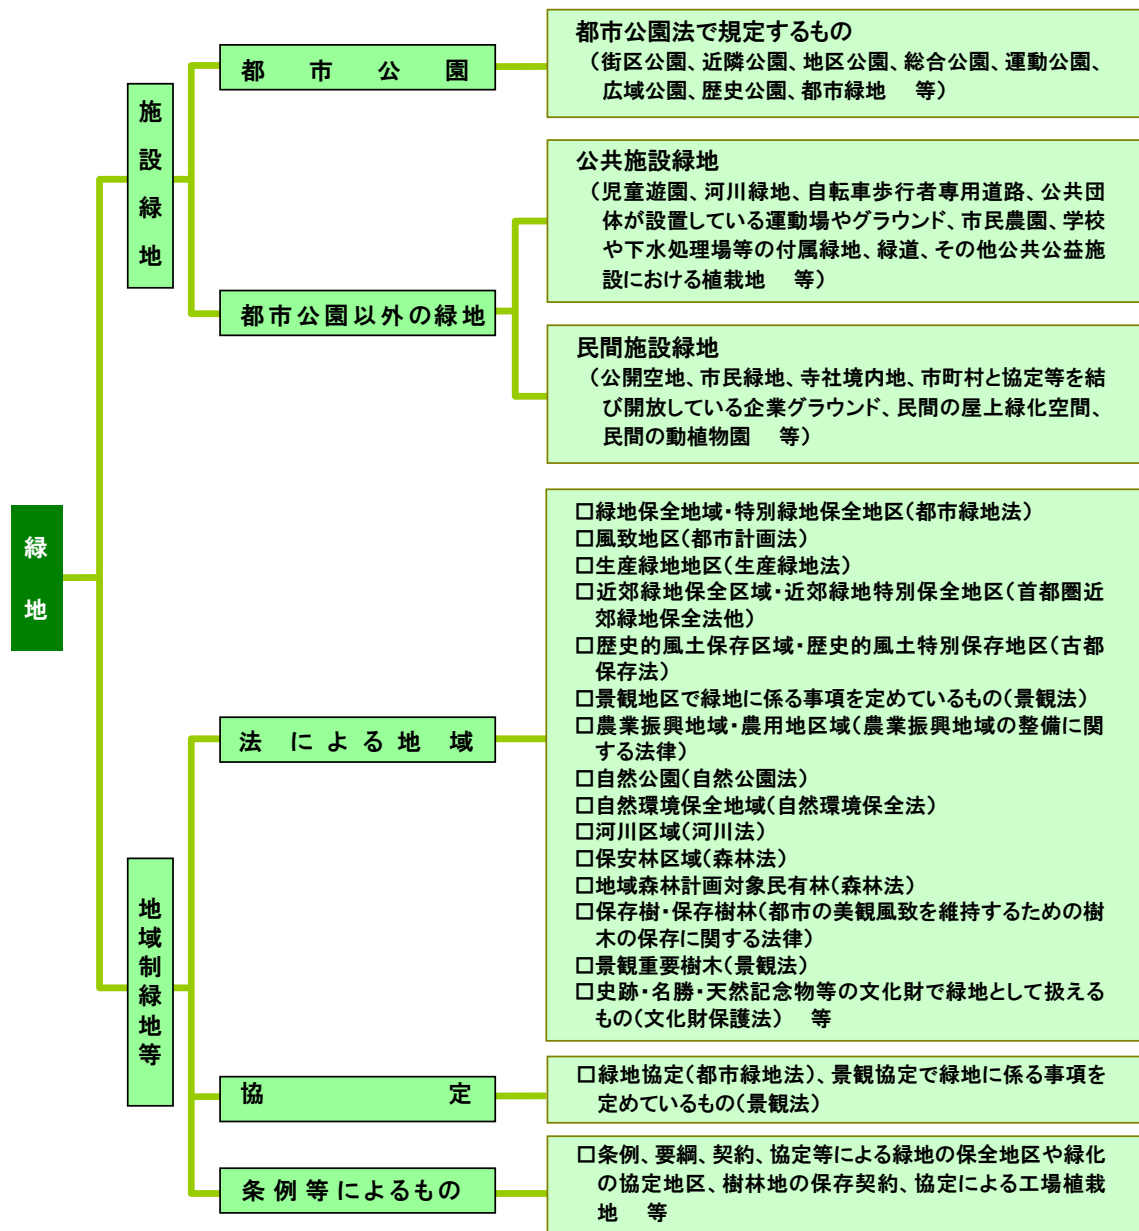 緑地
施設緑地
都市公園
都市公園法で規定するもの
（街区公園、近隣公園、地区公園、総合公園、運動公園、
広域公園、歴史公園、都市緑地　等）
都市公園以外の緑地
公共施設緑地
（児童遊園、河川緑地、自転車歩行者専用道路、公共団
体が設置している運動場やグラウンド、市民農園、学校
や下水処理場等の付属緑地、緑道、その他公共公益施
設における植栽地　等）
民間施設緑地
（公開空地、市民緑地、寺社境内地、市町村と協定等を結
び開放している企業グラウンド、民間の屋上緑化空間、
民間の動植物園　等）
地域制緑地等
法による地域
□緑地保全地域・特別緑地保全地区（都市緑地法）
□風致地区（都市計画法）
□生産緑地地区（生産緑地法）
□近郊緑地保全区域・近郊緑地特別保全地区（首都圏近
郊緑地保全法他）
□歴史的風土保存区域・歴史的風土特別保存地区（古都
保存法）
□景観地区で緑地に係る事項を定めているもの（景観法）
□農業振興地域・農用地区域（農業振興地域の整備に関
する法律）
□自然公園（自然公園法）
□自然環境保全地域（自然環境保全法）
□河川区域（河川法）
□保安林区域（森林法）
□地域森林計画対象民有林（森林法）
□保存樹・保存樹林（都市の美観風致を維持するための樹
木の保存に関する法律）
□景観重要樹木（景観法）
□史跡・名勝・天然記念物等の文化財で緑地として扱える
もの（文化財保護法）　等
協定
□緑地協定（都市緑地法）、景観協定で緑地に係る事項を
定めているもの（景観法）
条例等によるもの
□条例、要綱、契約、協定等による緑地の保全地区や緑化
の協定地区、樹林地の保存契約、協定による工場植栽
地　等